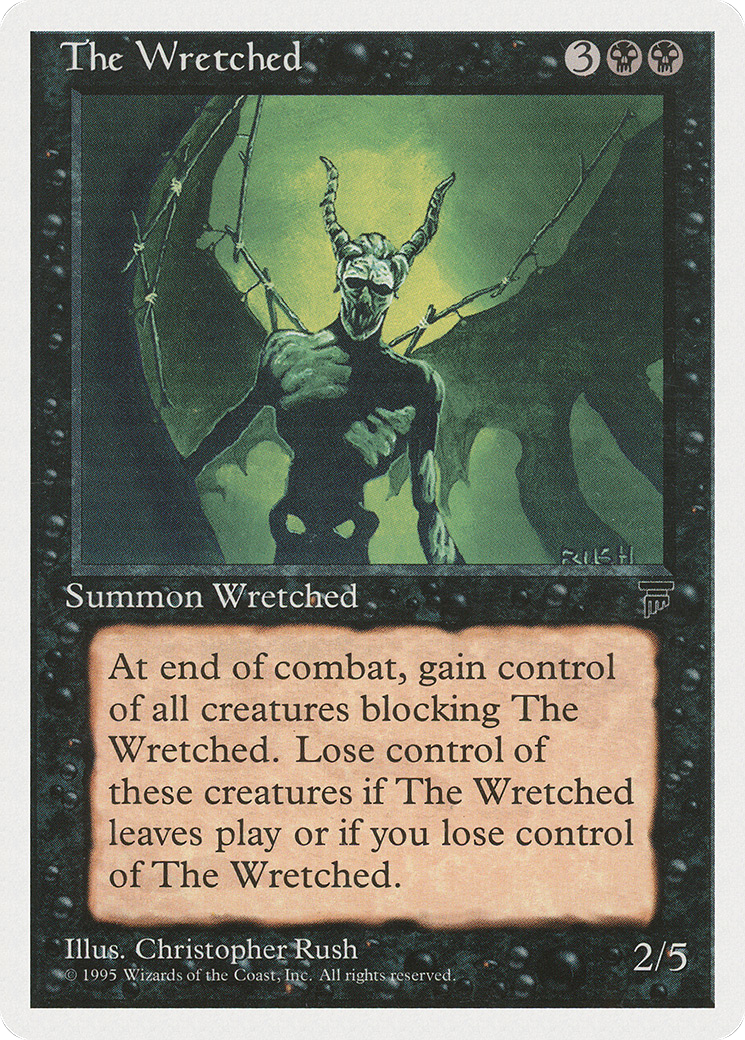 The Wretched 3
RUSH
Summon Wretched
At end of combat, gain control
of all creatures blocking The
Wretched. Lose control of
these creatures if The Wretched
leaves play or if you lose control
of The Wretched.
Illus. Christopher Rush
© 1995 Wizards of the Coast, Inc. All rights reserved.
2/5